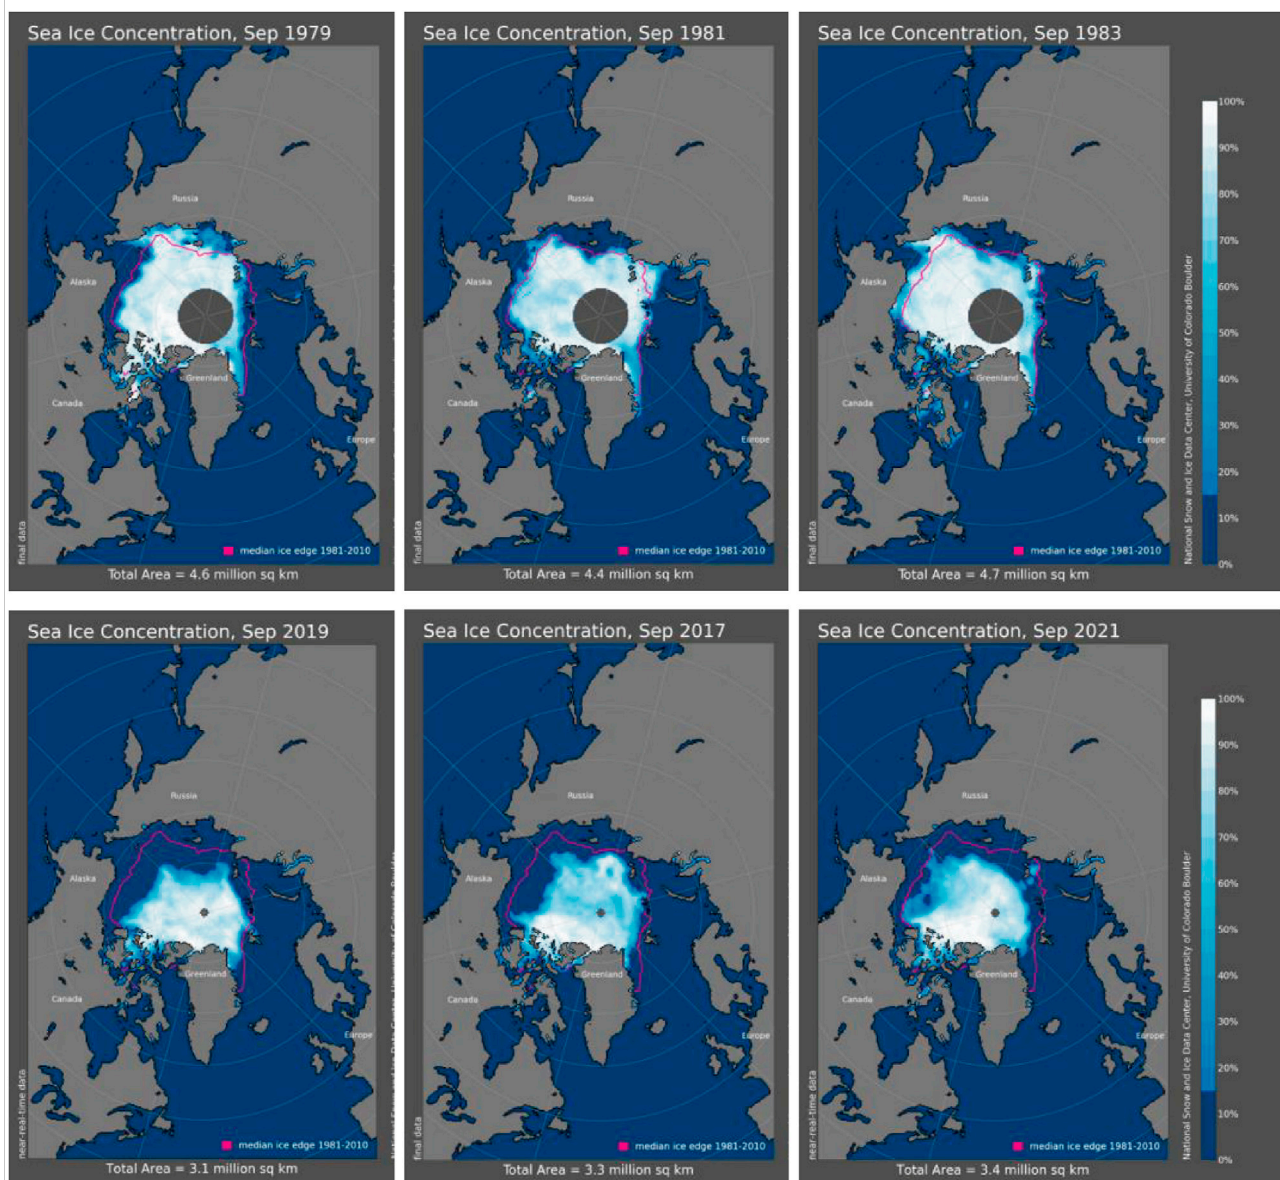 Sea Ice Concentration, Sep 1979
Russia
Alaska
Greenland
Canada
Europe
final data
median ice edge 1981-2010
Total Area = 4.6 million sq km
Sea Ice Concentration, Sep 1981
Russia
Alaska
Greenland
Canada
Europe
final data
median ice edge 1981-2010
Total Area = 4.4 million sq km
Sea Ice Concentration, Sep 1983
Russia
Alaska
Greenland
Canada
Europe
final data
median ice edge 1981-2010
Total Area = 4.7 million sq km
National Snow and Ice Data Center, University of Colorado Boulder
100%
90%
80%
70%
60%
50%
40%
30%
20%
10%
0%
Sea Ice Concentration, Sep 2019
Russia
Alaska
Greenland
Canada
Europe
near-real-time data
median ice edge 1981-2010
Total Area = 3.1 million sq km
Sea Ice Concentration, Sep 2017
Russia
Alaska
Greenland
Canada
Europe
final data
median ice edge 1981-2010
Total Area = 3.3 million sq km
Sea Ice Concentration, Sep 2021
Russia
Alaska
Greenland
Canada
Europe
near-real-time data
median ice edge 1981-2010
Total Area = 3.4 million sq km
National Snow and Ice Data Center, University of Colorado Boulder
100%
90%
80%
70%
60%
50%
40%
30%
20%
10%
0%